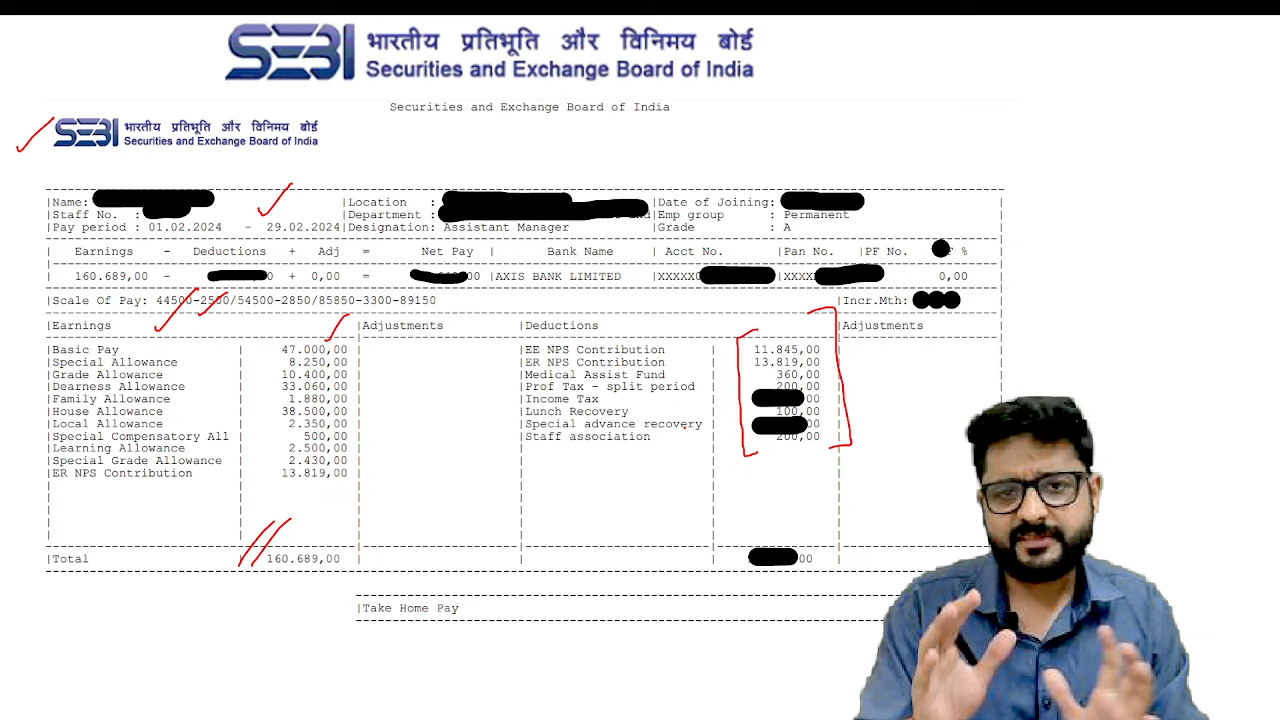 SEBI भारतीय प्रतिभूति और विनिमय बोर्ड
Securities and Exchange Board of India
Securities and Exchange Board of India
SEBI भारतीय प्रतिभूति और विनिमय बोर्ड
Securities and Exchange Board of India
|Name: |Location : |Date of Joining:
|Staff No. : |Department : |Emp group : Permanent
|Pay period : 01.02.2024 - 29.02.2024|Designation: Assistant Manager |Grade : A
| Earnings - Deductions + Adj = Net Pay | Bank Name | Acct No. | Pan No. |PF No. %
| 160.689,00 - + 0,00 = |AXIS BANK LIMITED |XXXXX |XXXX 0,00
|Scale Of Pay: 44500-2500/54500-2850/85850-3300-89150 |Incr.Mth:
|Earnings |Adjustments |Deductions |Adjustments
|Basic Pay | 47.000,00 | |EE NPS Contribution | 11.845,00 |
|Special Allowance | 8.250,00 | |ER NPS Contribution | 13.819,00 |
|Grade Allowance | 10.400,00 | |Medical Assist Fund | 360,00 |
|Dearness Allowance | 33.060,00 | |Prof Tax - split period | 200,00 |
|Family Allowance | 1.880,00 | |Income Tax | 00 |
|House Allowance | 38.500,00 | |Lunch Recovery | 100,00 |
|Local Allowance | 2.350,00 | |Special advance recovery | 00 |
|Special Compensatory All | 500,00 | |Staff association | 200,00 |
|Learning Allowance | 2.500,00 |
|Special Grade Allowance | 2.430,00 |
|ER NPS Contribution | 13.819,00 |
|Total | 160.689,00 | | | 00 |
|Take Home Pay